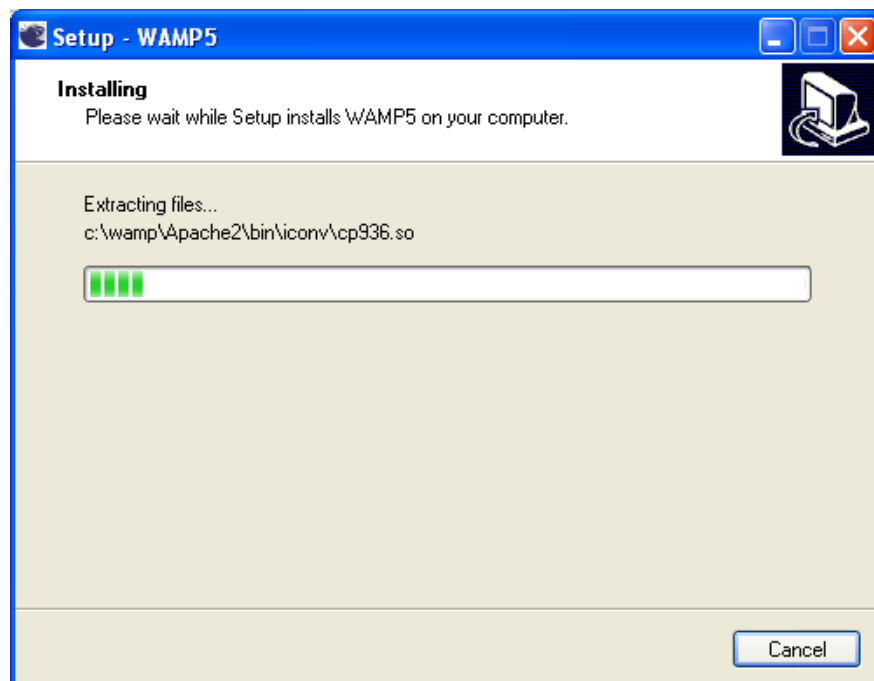 Setup - WAMP5
Installing
Please wait while Setup installs WAMP5 on your computer.
Extracting files...
c:\wamp\Apache2\bin\iconv\cp936.so
Cancel